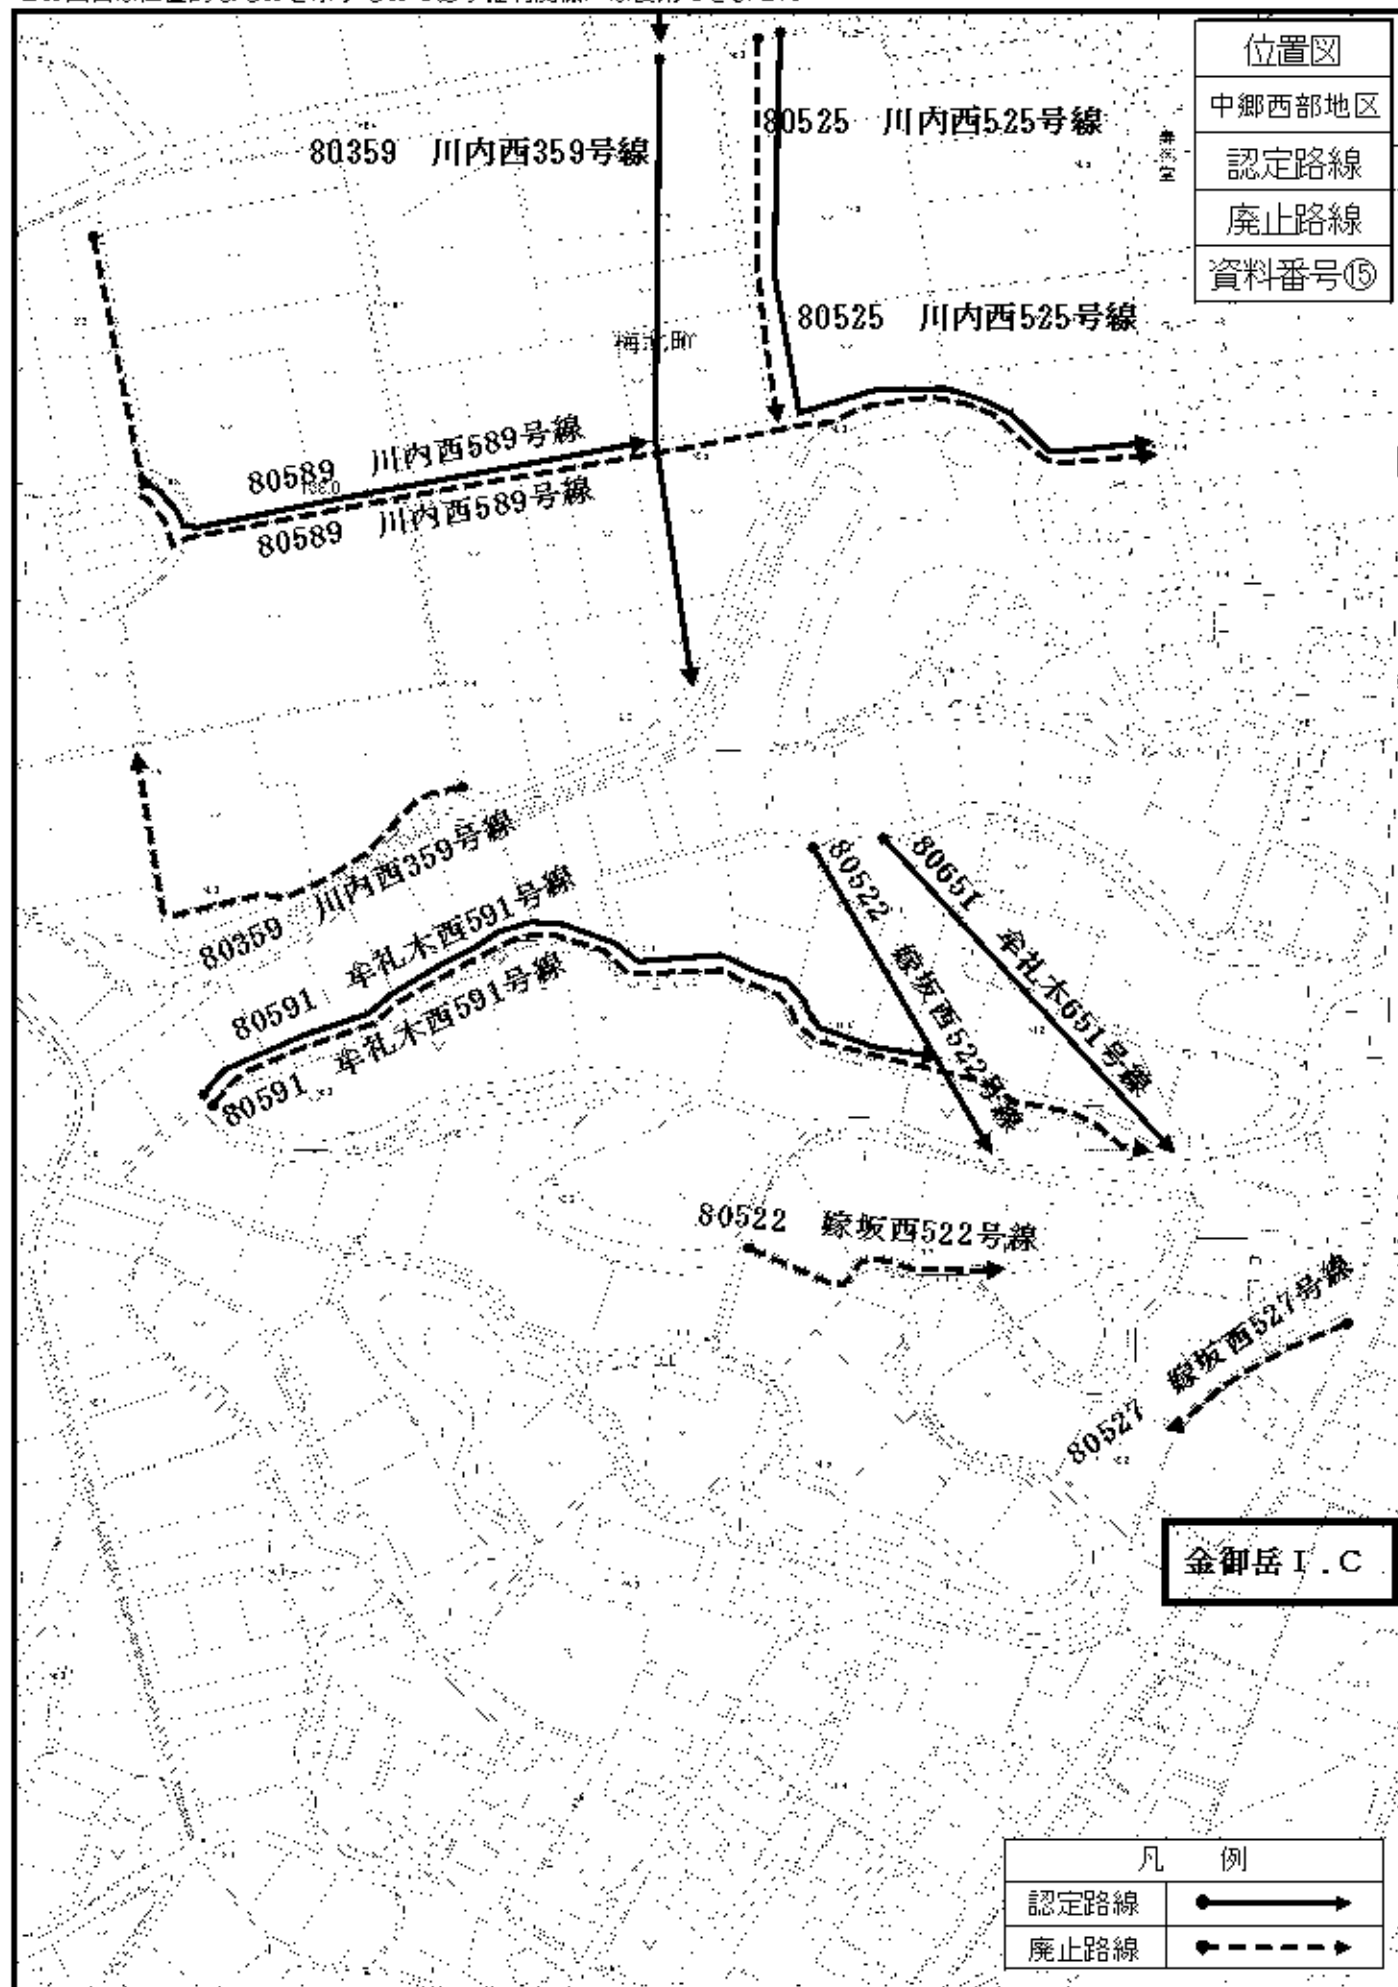 位置図
中郷西部地区
認定路線
廃止路線
資料番号⑮
80525　川内西525号線
80359　川内西359号線
80525　川内西525号線
80589　川内西589号線
80589　川内西589号線
80359　川内西359号線
80591　牟礼木西591号線
80591　牟礼木西591号線
80522　嫁坂西522号線
80651　牟礼木651号線
80522　嫁坂西522号線
80527　嫁坂西527号線
金御岳Ｉ.Ｃ
凡　例
認定路線
廃止路線